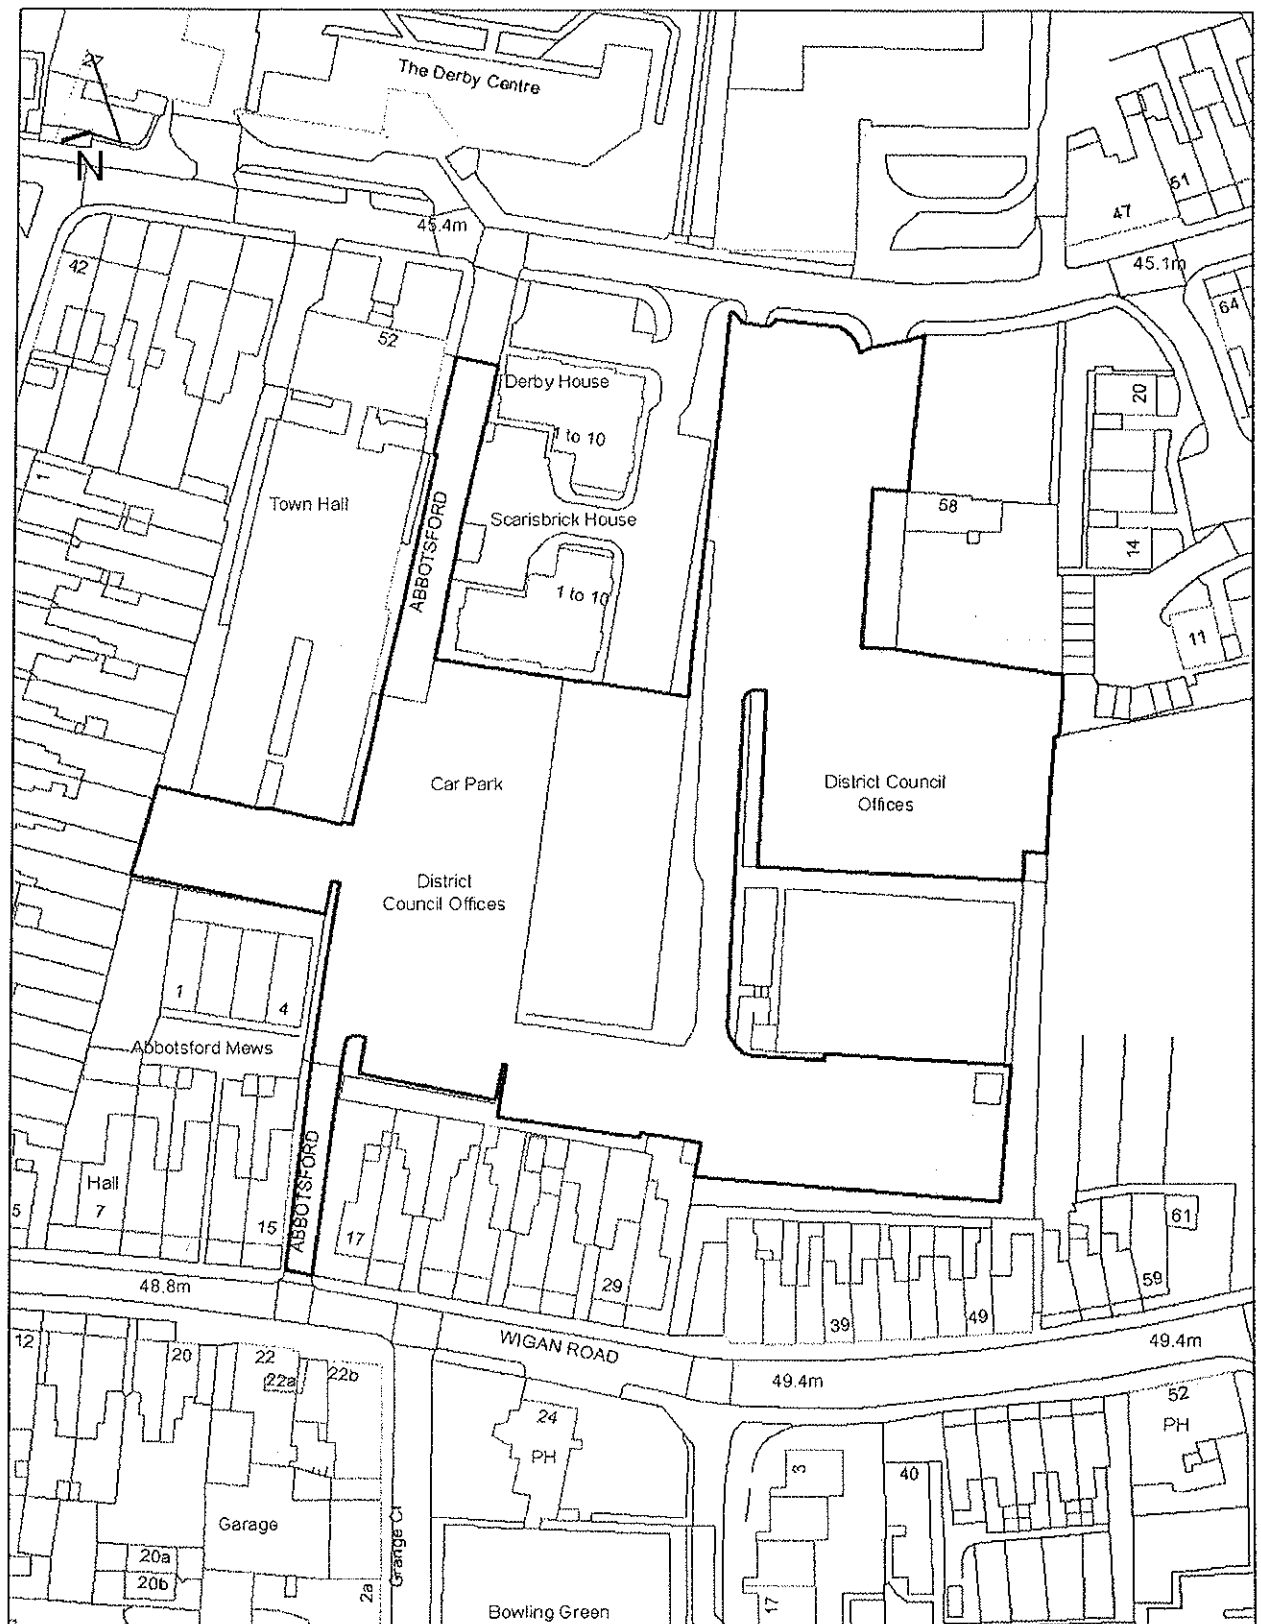 27
The Derby Centre
N
51
47
45.4m
45.1m
42
64
52
Derby House
20
1 to 10
1
Town Hall
58
Scarisbrick House
ABBOTSFORD
14
1 to 10
11
Car Park
District Council
Offices
District
Council Offices
1
4
Abbotsford Mews
ABBOTSFORD
Hall
7
5
15
17
61
29
59
48.8m
39
49
WIGAN ROAD
49.4m
49.4m
12
20
22
22a
22b
24
PH
52
PH
3
40
Garage
Grange Cl
20a
20b
2a
17
Bowling Green